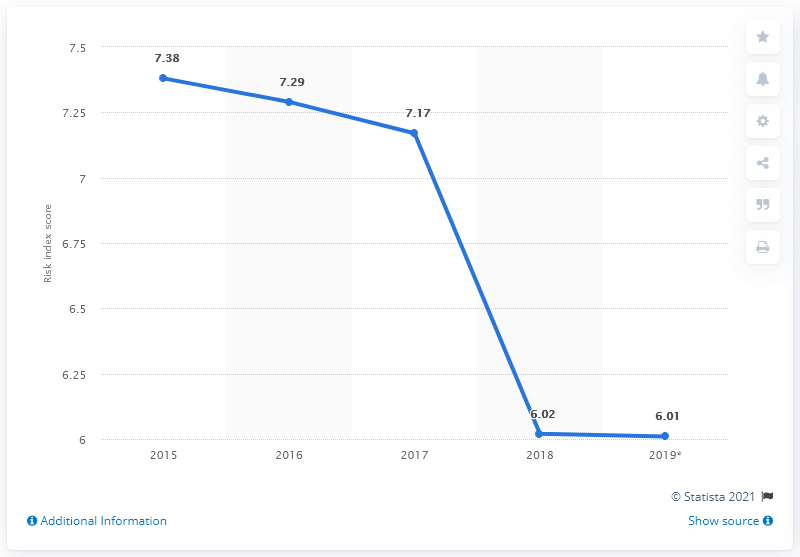 7.5
7.25
7
6.75
6.5
6.25
6
Risk index score
7.38
7.29
7.17
6.02
6.01
2015 2016 2017 2018 2019*
© Statista 2021
Additional Information
Show source